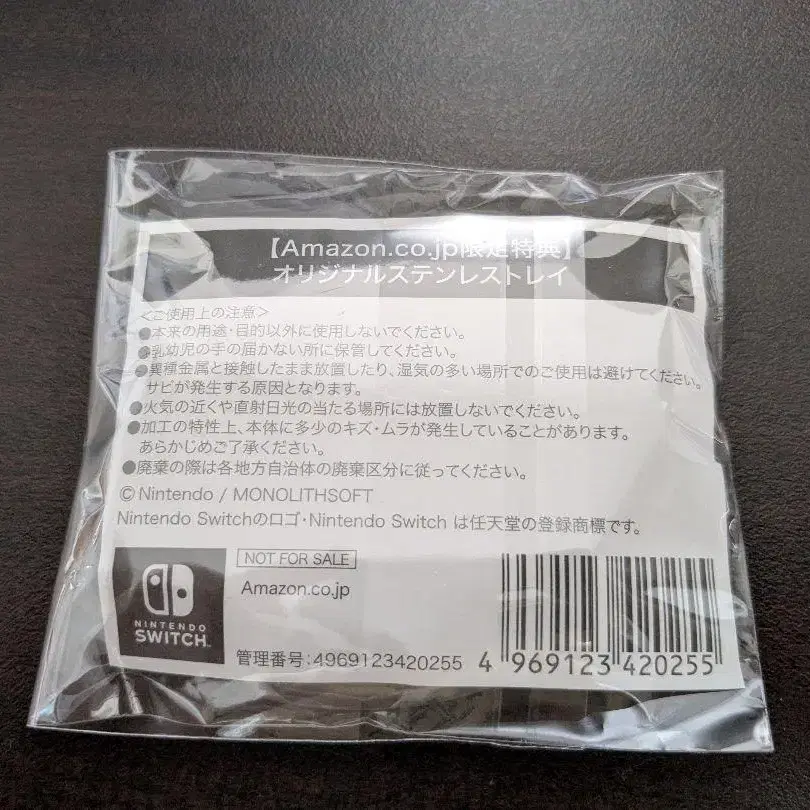 【Amazon.co.jp限定特典】
オリジナルステンレストレイ
＜ご使用上の注意＞
●本来の用途・目的以外に使用しないでください。
●乳幼児の手の届かない所に保管してください。
●異種金属と接触したまま放置したり、湿気の多い場所でのご使用は避けてください。
サビが発生する原因となります。
●火気の近くや直射日光の当たる場所には放置しないでください。
●加工の特性上、本体に多少のキズ・ムラが発生していることがあります。
あらかじめご了承ください。
●廃棄の際は各地方自治体の廃棄区分に従ってください。
©Nintendo / MONOLITHSOFT
Nintendo Switchのロゴ・Nintendo Switch は任天堂の登録商標です。
NOT FOR SALE
Amazon.co.jp
NINTENDO
SWITCH
管理番号:4969123420255
4 969123 420255